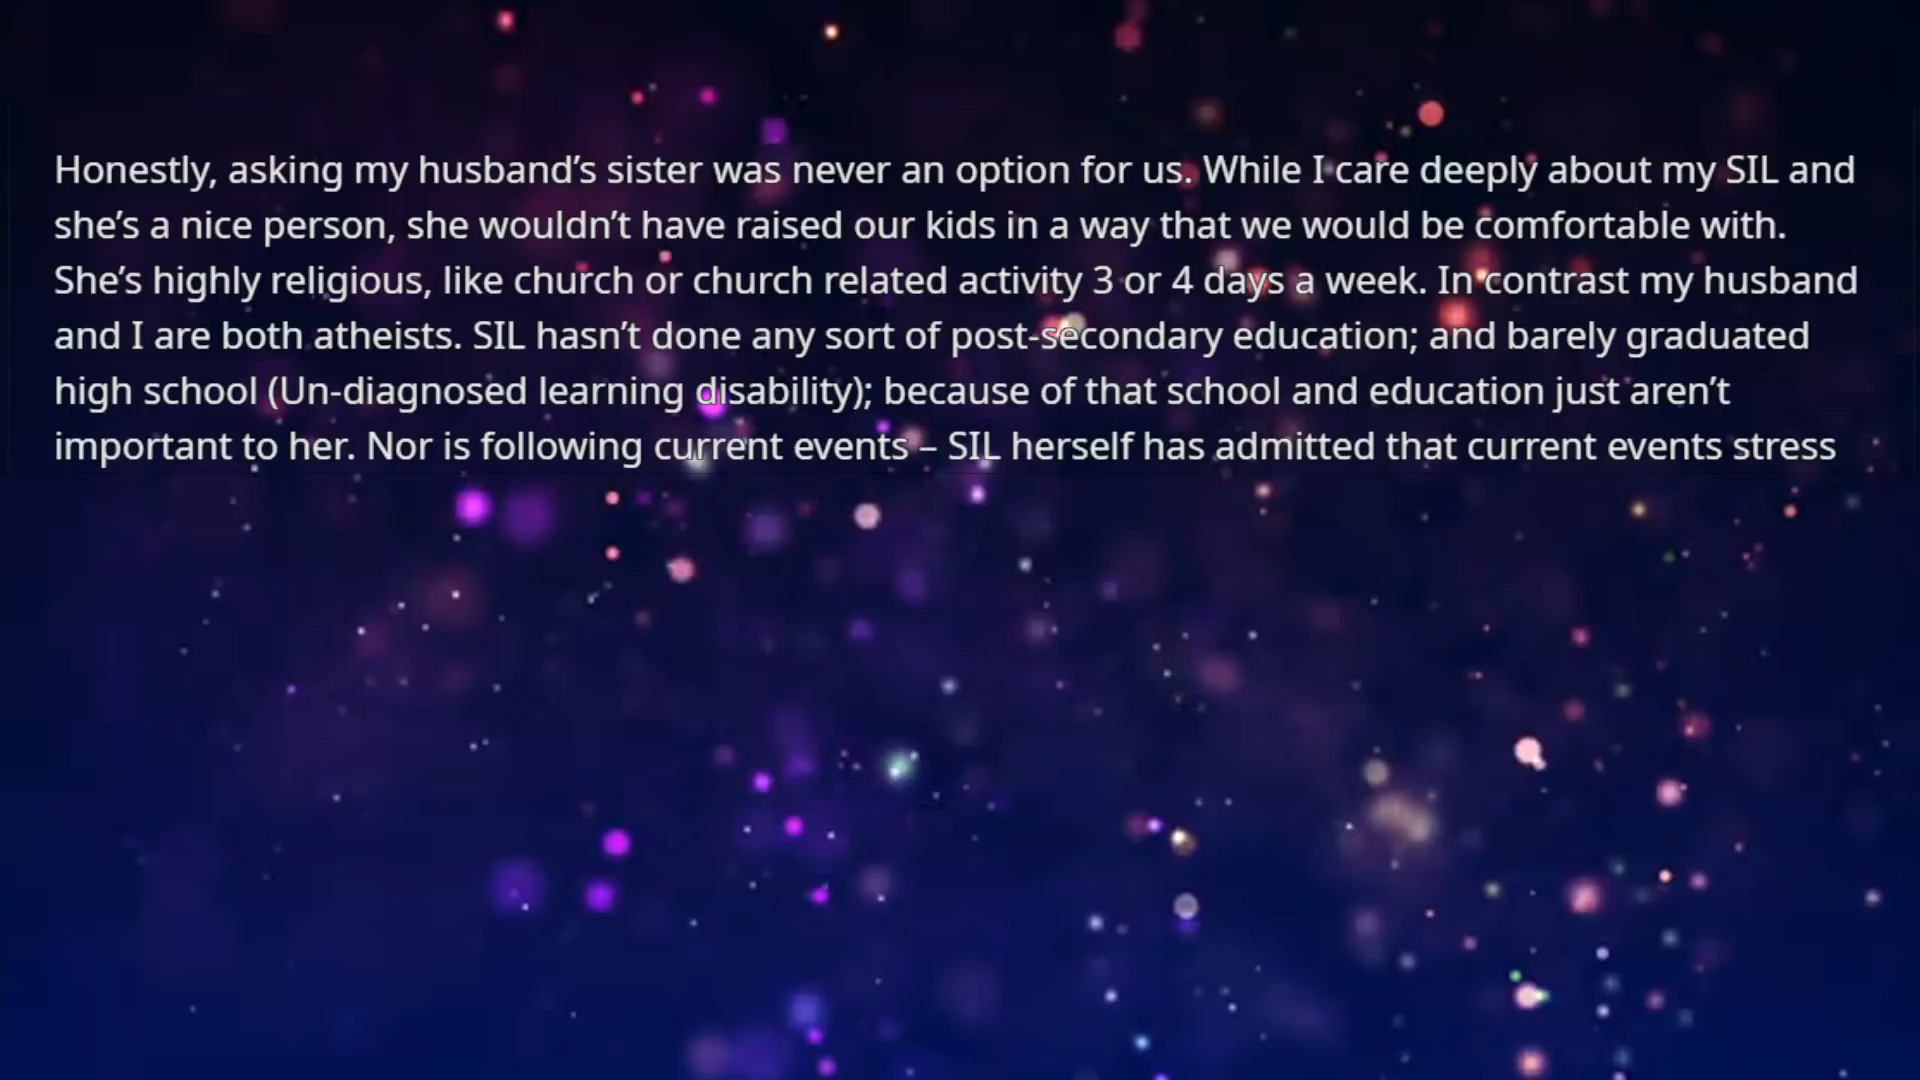 Honestly, asking my husband’s sister was never an option for us. While I care deeply about my SIL and
she’s a nice person, she wouldn’t have raised our kids in a way that we would be comfortable with.
She’s highly religious, like church or church related activity 3 or 4 days a week. In contrast my husband
and I are both atheists. SIL hasn’t done any sort of post-secondary education; and barely graduated
high school (Un-diagnosed learning disability); because of that school and education just aren’t
important to her. Nor is following current events – SIL herself has admitted that current events stress